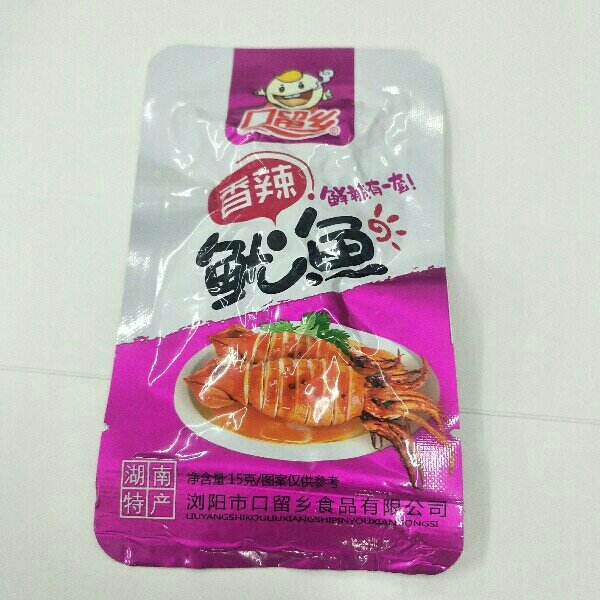 口留乡®
香辣
鲜辣有一套!
鱿鱼
湖南
特产
净含量:15克/图案仅供参考
浏阳市口留乡食品有限公司
LIUYANGSHIKOULIUXIANGSHIPINYOUXIANGONGSI